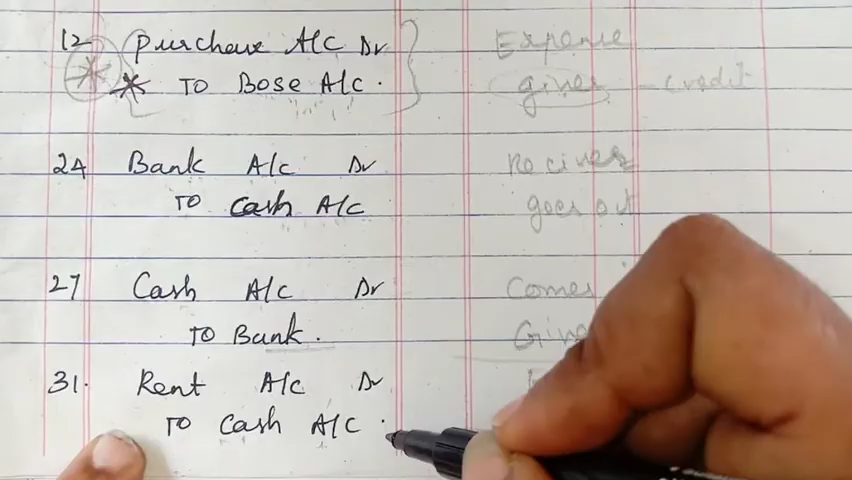 12 Purchase A/c Dr Expense
* To Bose A/c. gives - credit
24 Bank A/c Dr Recives
To Cash A/c goes out
27 Cash A/c Dr Comes
To Bank.
31. Rent A/c Dr
To Cash A/c .